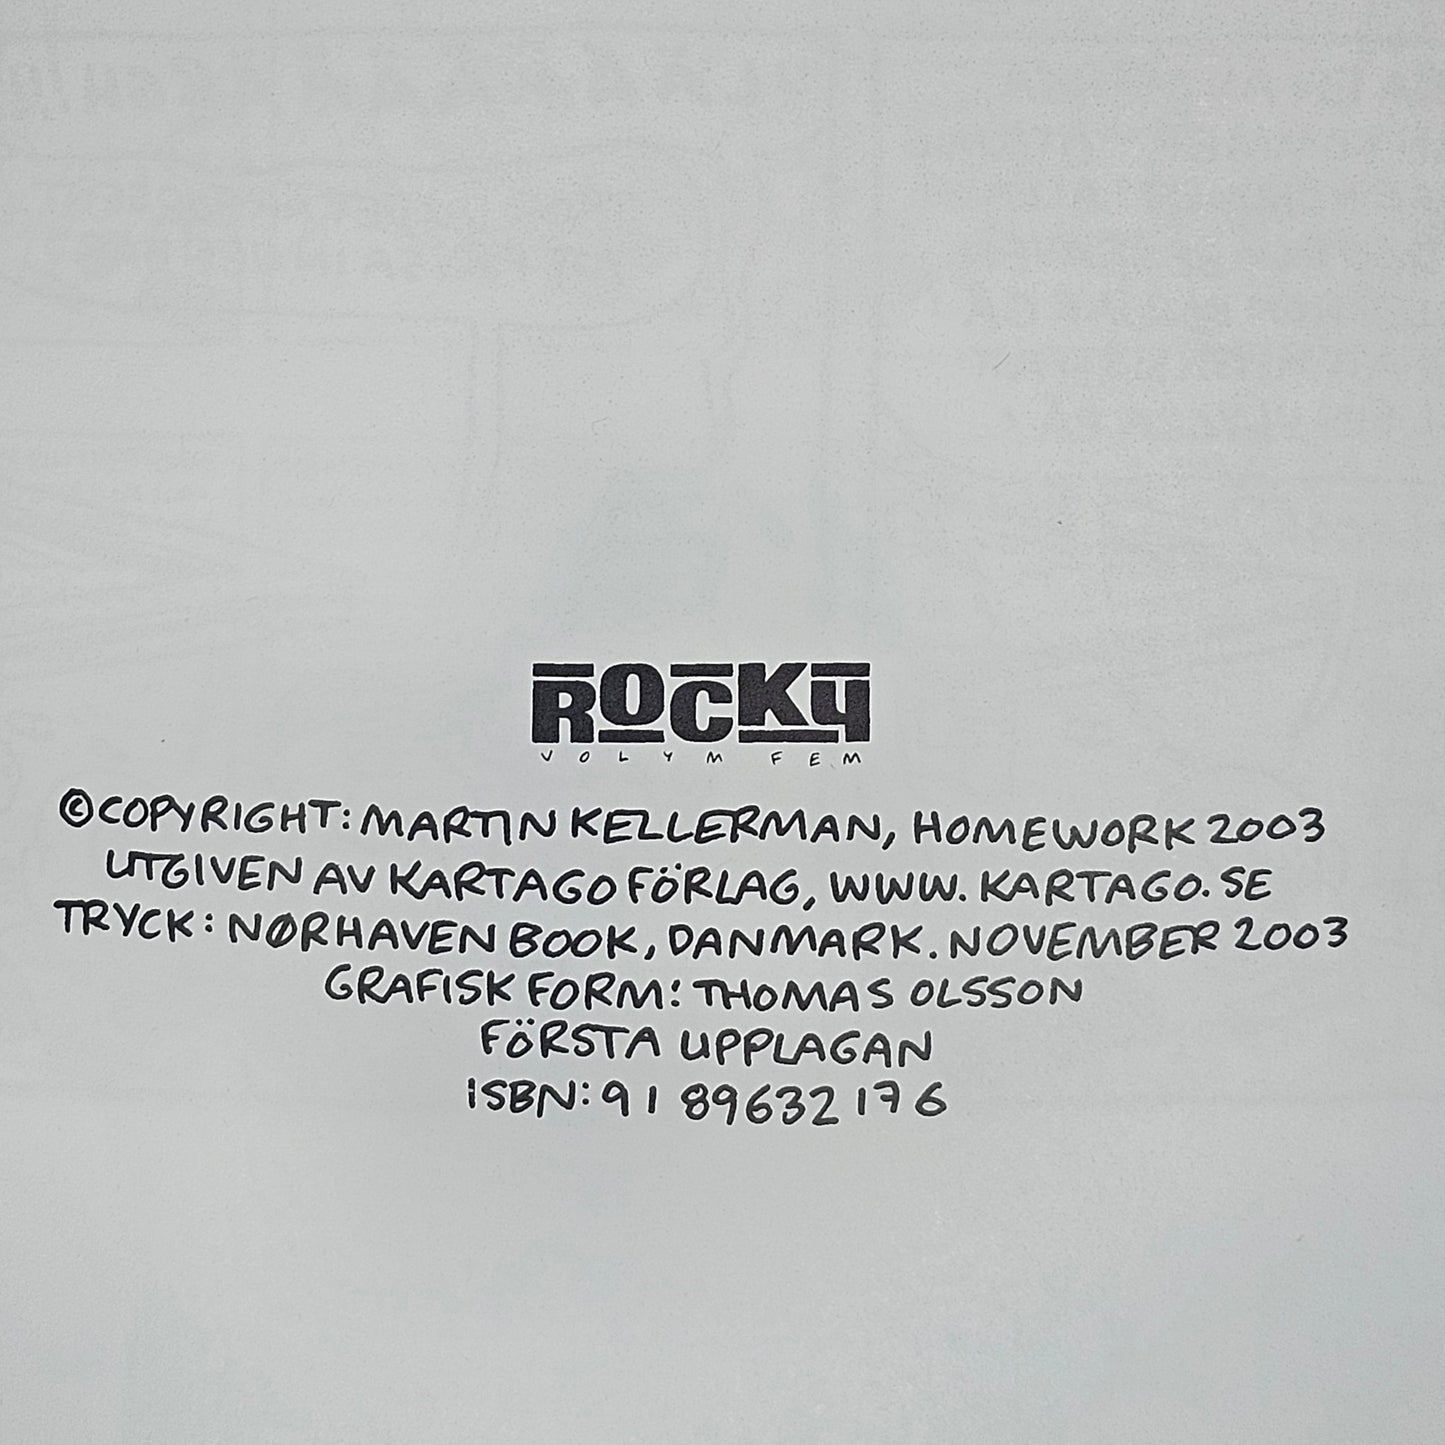 ROCKY
VOLYM FEM
©COPYRIGHT: MARTIN KELLERMAN, HOMEWORK 2003
UTGIVEN AV KARTAGO FÖRLAG, WWW.KARTAGO.SE
TRYCK: NØRHAVEN BOOK, DANMARK. NOVEMBER 2003
GRAFISK FORM: THOMAS OLSSON
FÖRSTA UPPLAGAN
ISBN: 91 89632 17 6